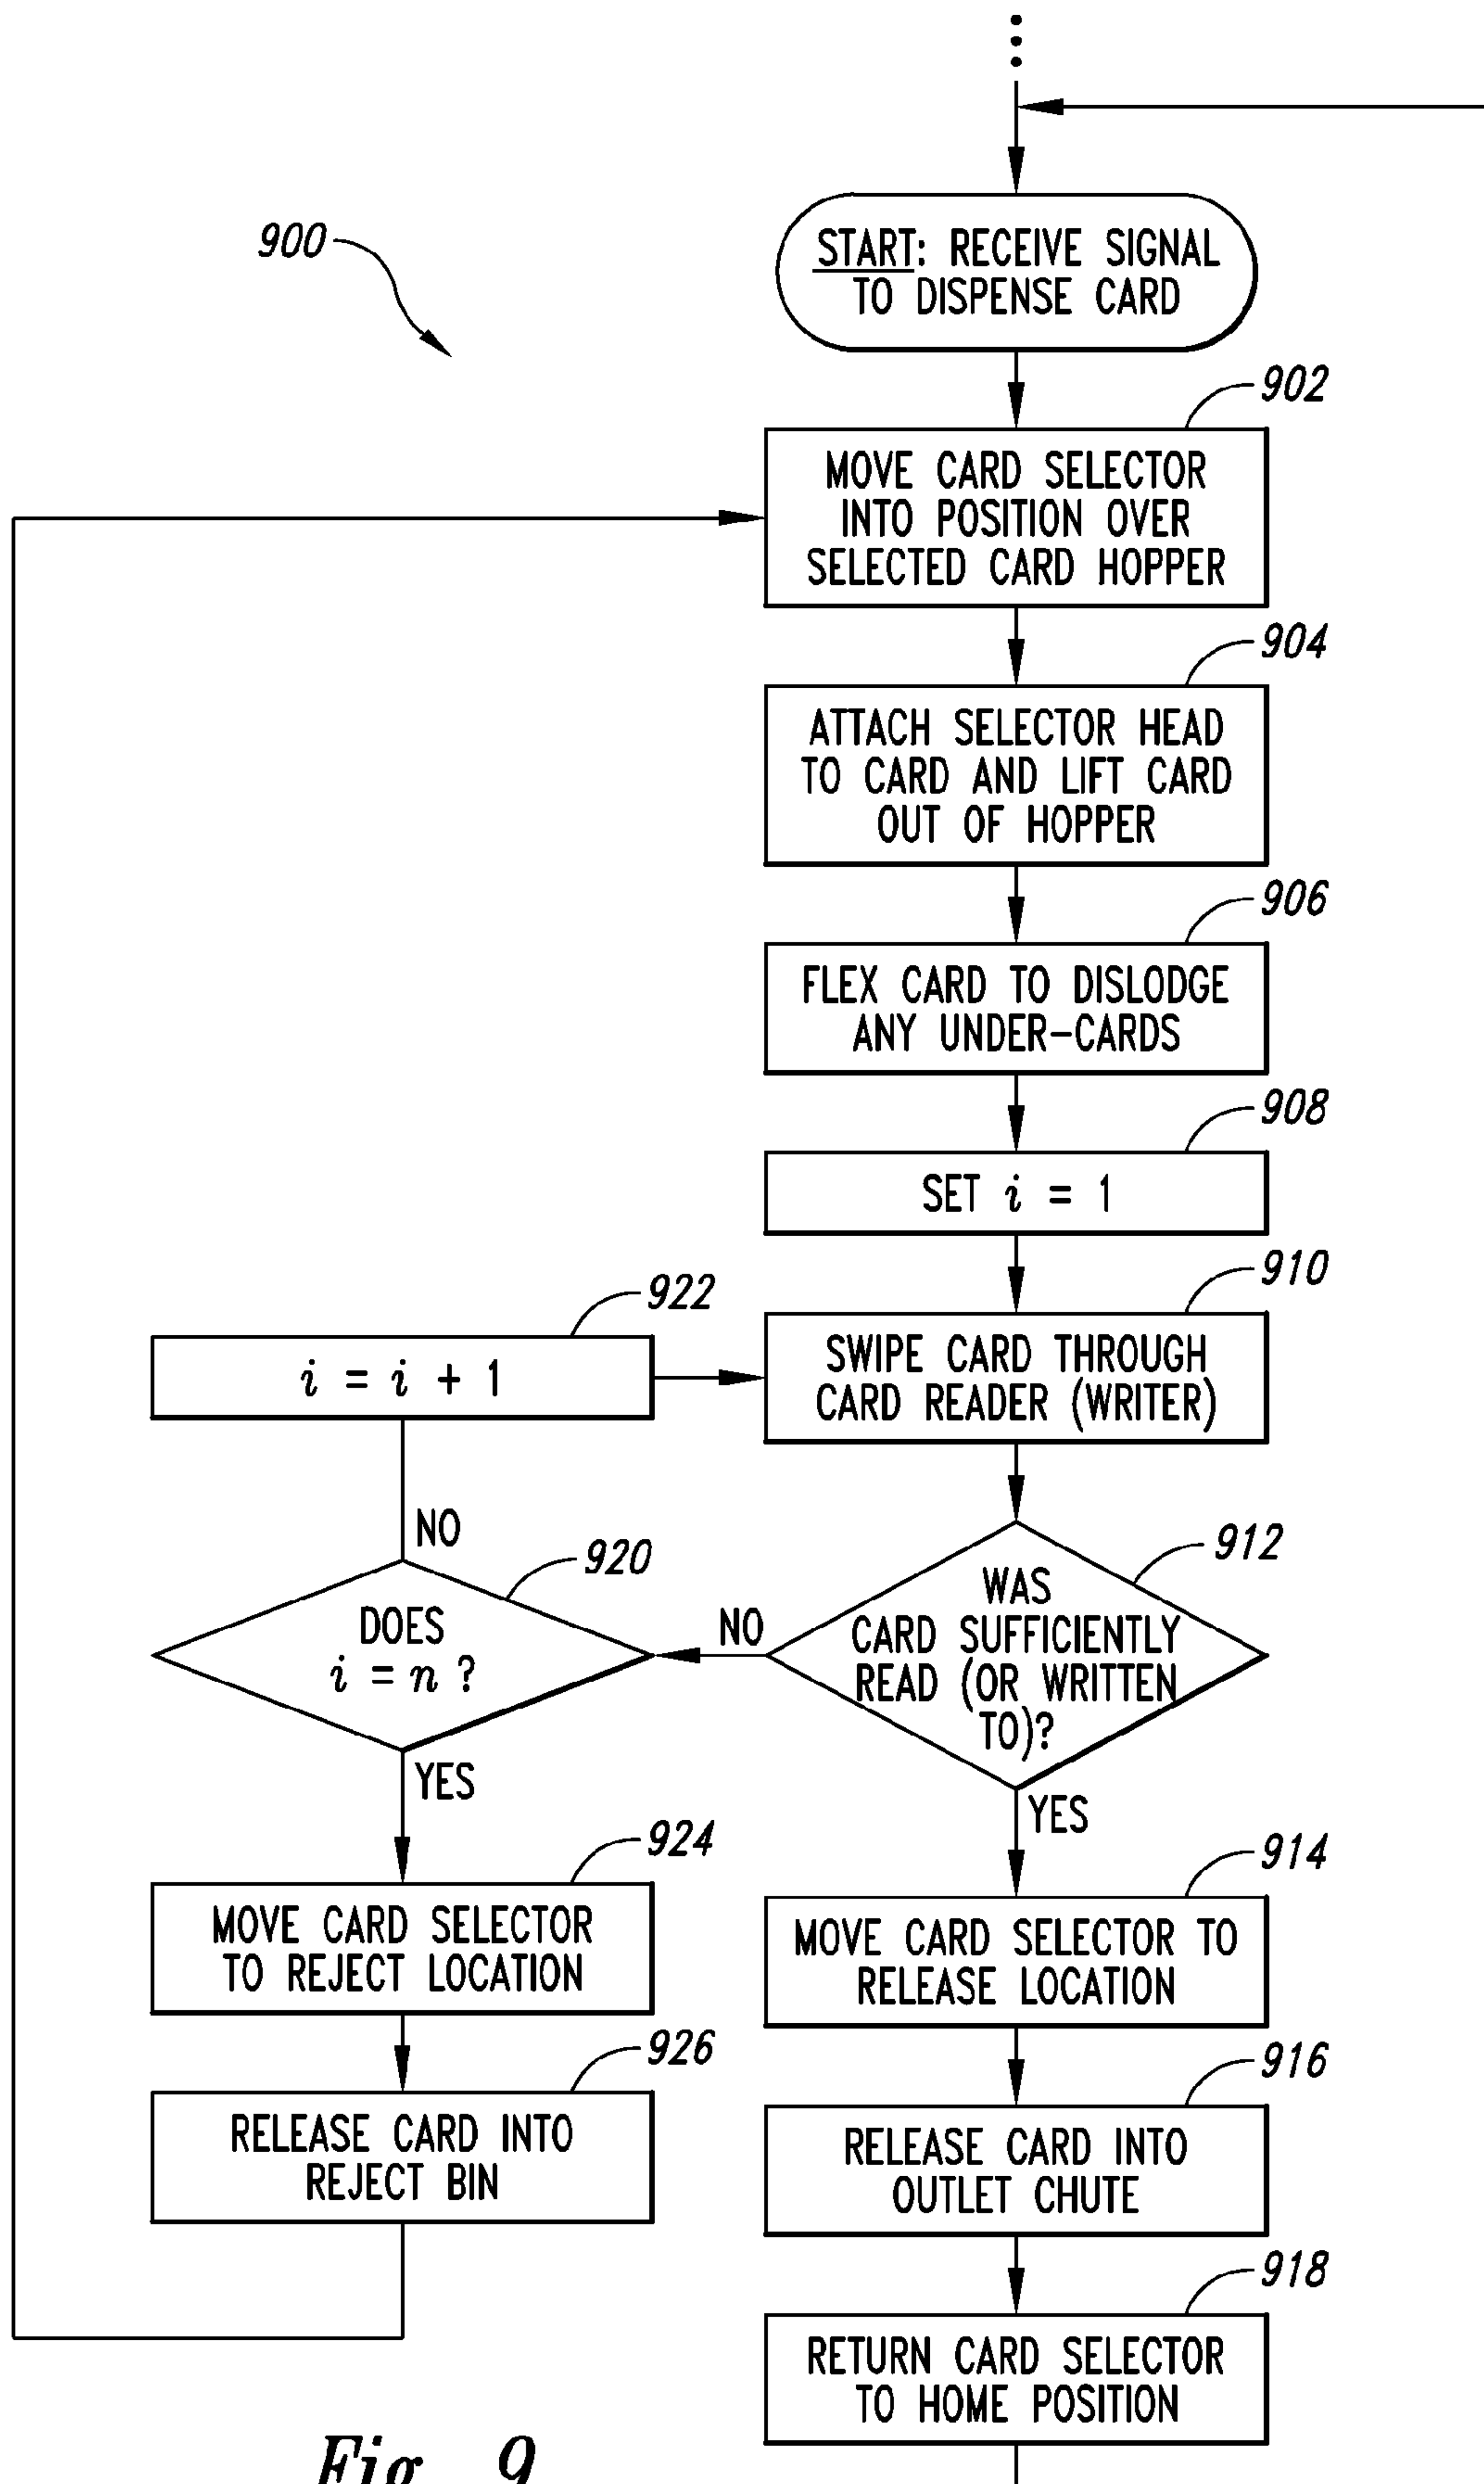 900
START: RECEIVE SIGNAL
TO DISPENSE CARD
902
MOVE CARD SELECTOR
INTO POSITION OVER
SELECTED CARD HOPPER
904
ATTACH SELECTOR HEAD
TO CARD AND LIFT CARD
OUT OF HOPPER
906
FLEX CARD TO DISLODGE
ANY UNDER-CARDS
908
SET i = 1
910
SWIPE CARD THROUGH
CARD READER (WRITER)
922
i = i + 1
NO
912
WAS
CARD SUFFICIENTLY
READ (OR WRITTEN
TO)?
NO
920
DOES
i = n ?
YES
YES
924
MOVE CARD SELECTOR
TO REJECT LOCATION
914
MOVE CARD SELECTOR TO
RELEASE LOCATION
926
RELEASE CARD INTO
REJECT BIN
916
RELEASE CARD INTO
OUTLET CHUTE
918
RETURN CARD SELECTOR
TO HOME POSITION
Fig. 9